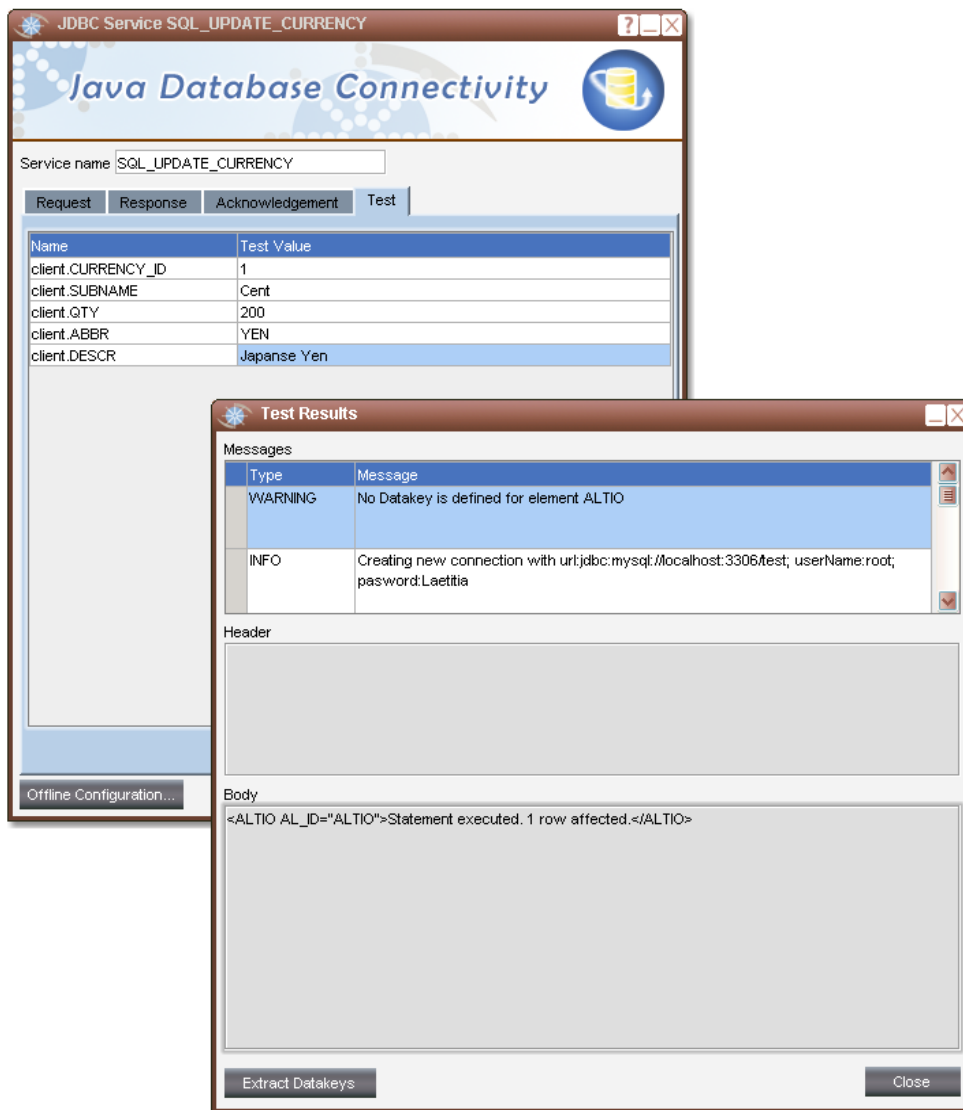 JDBC Service SQL_UPDATE_CURRENCY
Java Database Connectivity
Service name SQL_UPDATE_CURRENCY
Request Response Acknowledgement Test
Name Test Value
client.CURRENCY_ID 1
client.SUBNAME Cent
client.QTY 200
client.ABBR YEN
client.DESCR Japanse Yen
Offline Configuration...
Test Results
Messages
Type Message
WARNING No Datakey is defined for element ALTIO
INFO Creating new connection with url:jdbc:mysql://localhost:3306/test; userName:root;
pasword:Laetitia
Header
Body
<ALTIO AL_ID="ALTIO">Statement executed. 1 row affected.</ALTIO>
Extract Datakeys Close